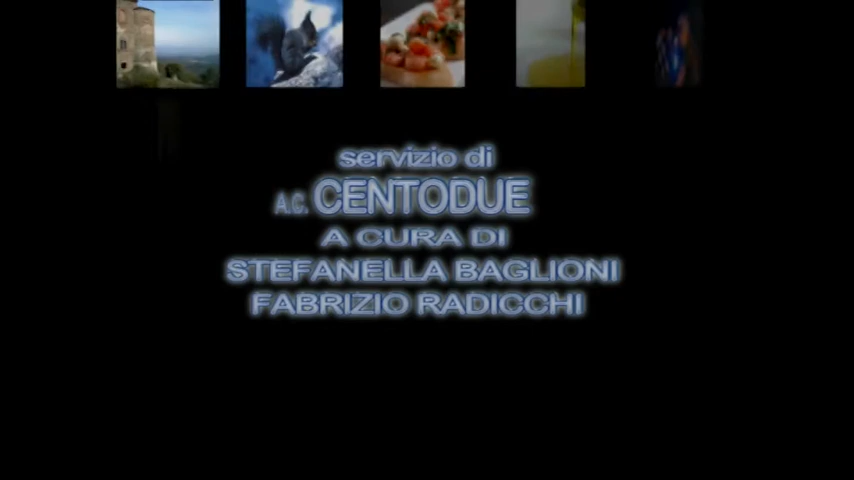 servizio di
A.C. CENTODUE
A CURA DI
STEFANELLA BAGLIONI
FABRIZIO RADICCHI